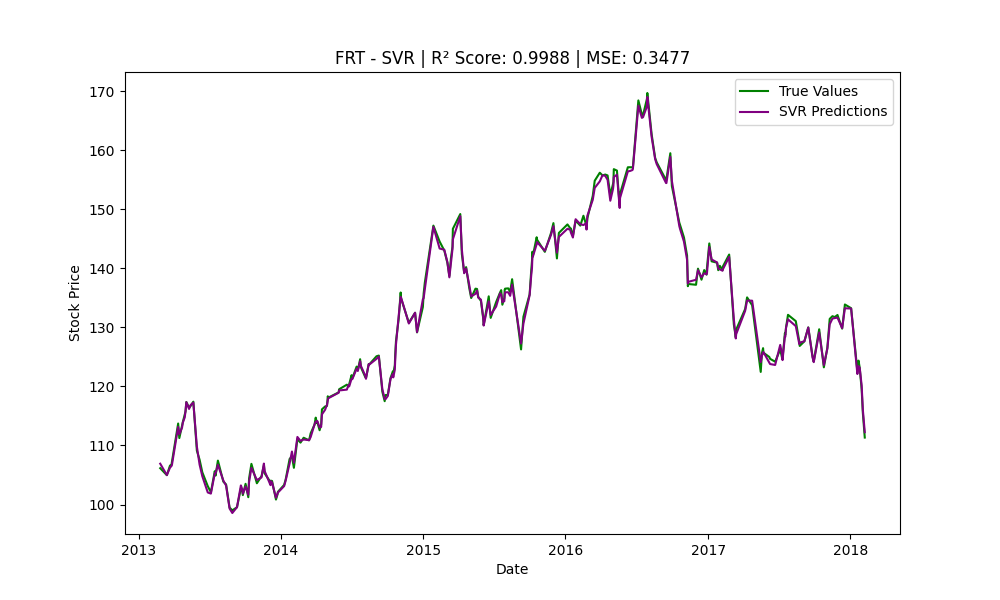 FRT - SVR | R² Score: 0.9988 | MSE: 0.3477
True Values
SVR Predictions
Stock Price
170
160
150
140
130
120
110
100
2013 2014 2015 2016 2017 2018
Date